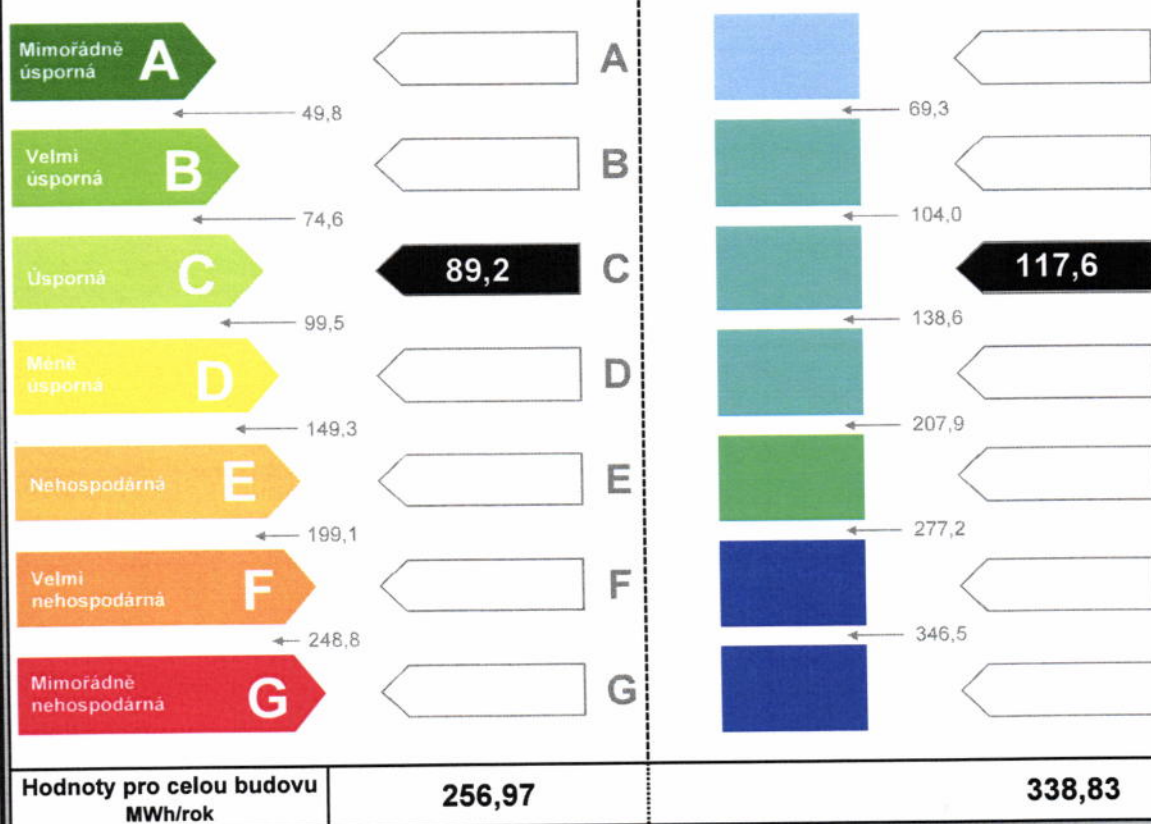 Mimořádně
úsporná
A
A
49,8
69,3
Velmi
úsporná
B
B
74,6
104,0
Úsporná
C
89,2
C
117,6
99,5
138,6
Méně
úsporná
D
D
149,3
207,9
Nehospodárná
E
E
199,1
277,2
Velmi
nehospodárná
F
F
248,8
346,5
Mimořádně
nehospodárná
G
G
Hodnoty pro celou budovu
MWh/rok
256,97
338,83